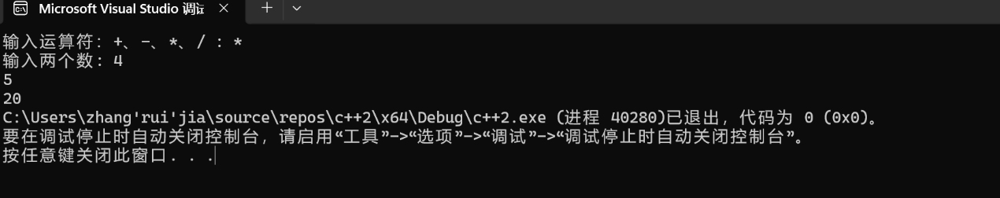 Microsoft Visual Studio 调试
输入运算符：+、-、*、/ : *
输入两个数：4
5
20
C:\Users\zhang'rui'jia\source\repos\c++2\x64\Debug\c++2.exe (进程 40280)已退出，代码为 0 (0x0)。
要在调试停止时自动关闭控制台，请启用“工具”->“选项”->“调试”->“调试停止时自动关闭控制台”。
按任意键关闭此窗口. . .